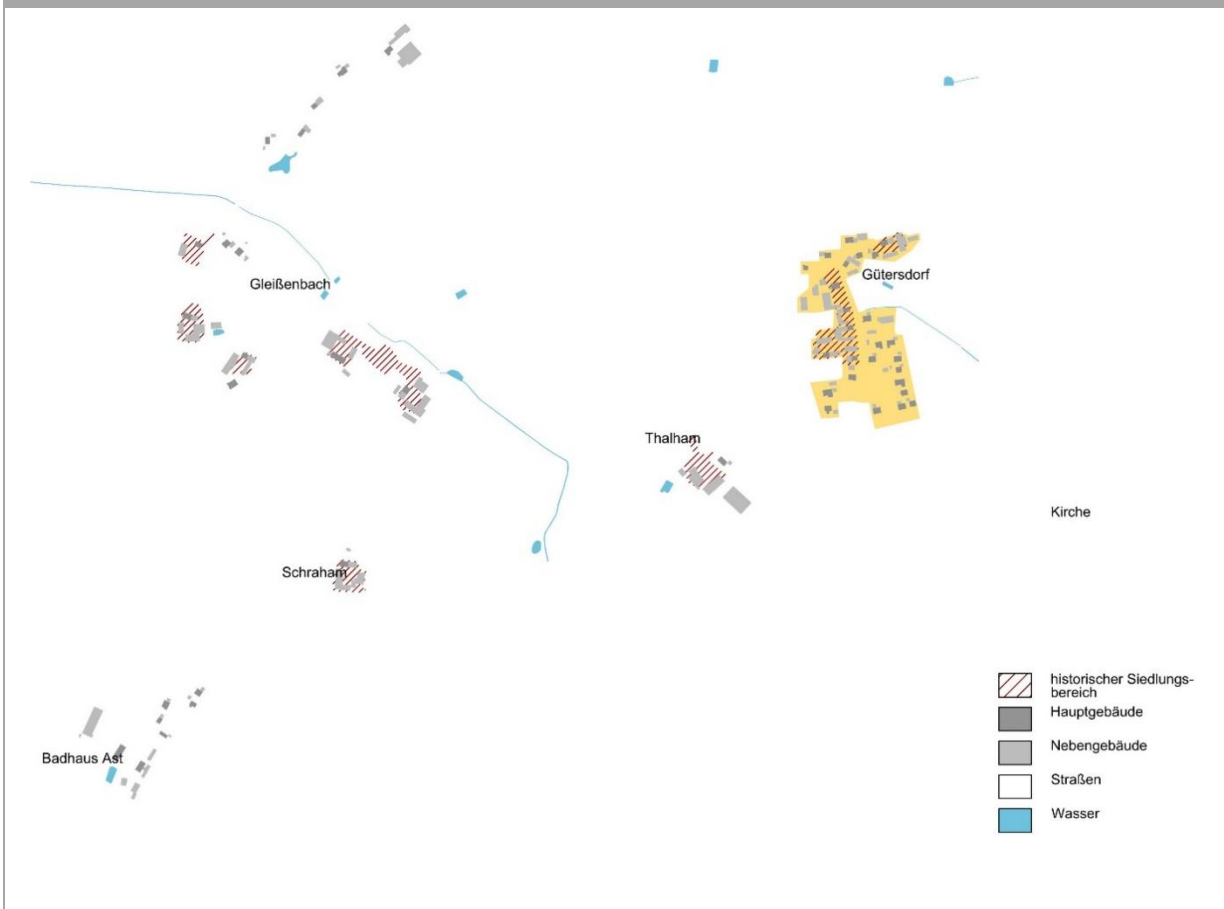 Gleißenbach
Gütersdorf
Thalham
Kirche
Schraham
Badhaus Ast
historischer Siedlungs-
bereich
Hauptgebäude
Nebengebäude
Straßen
Wasser